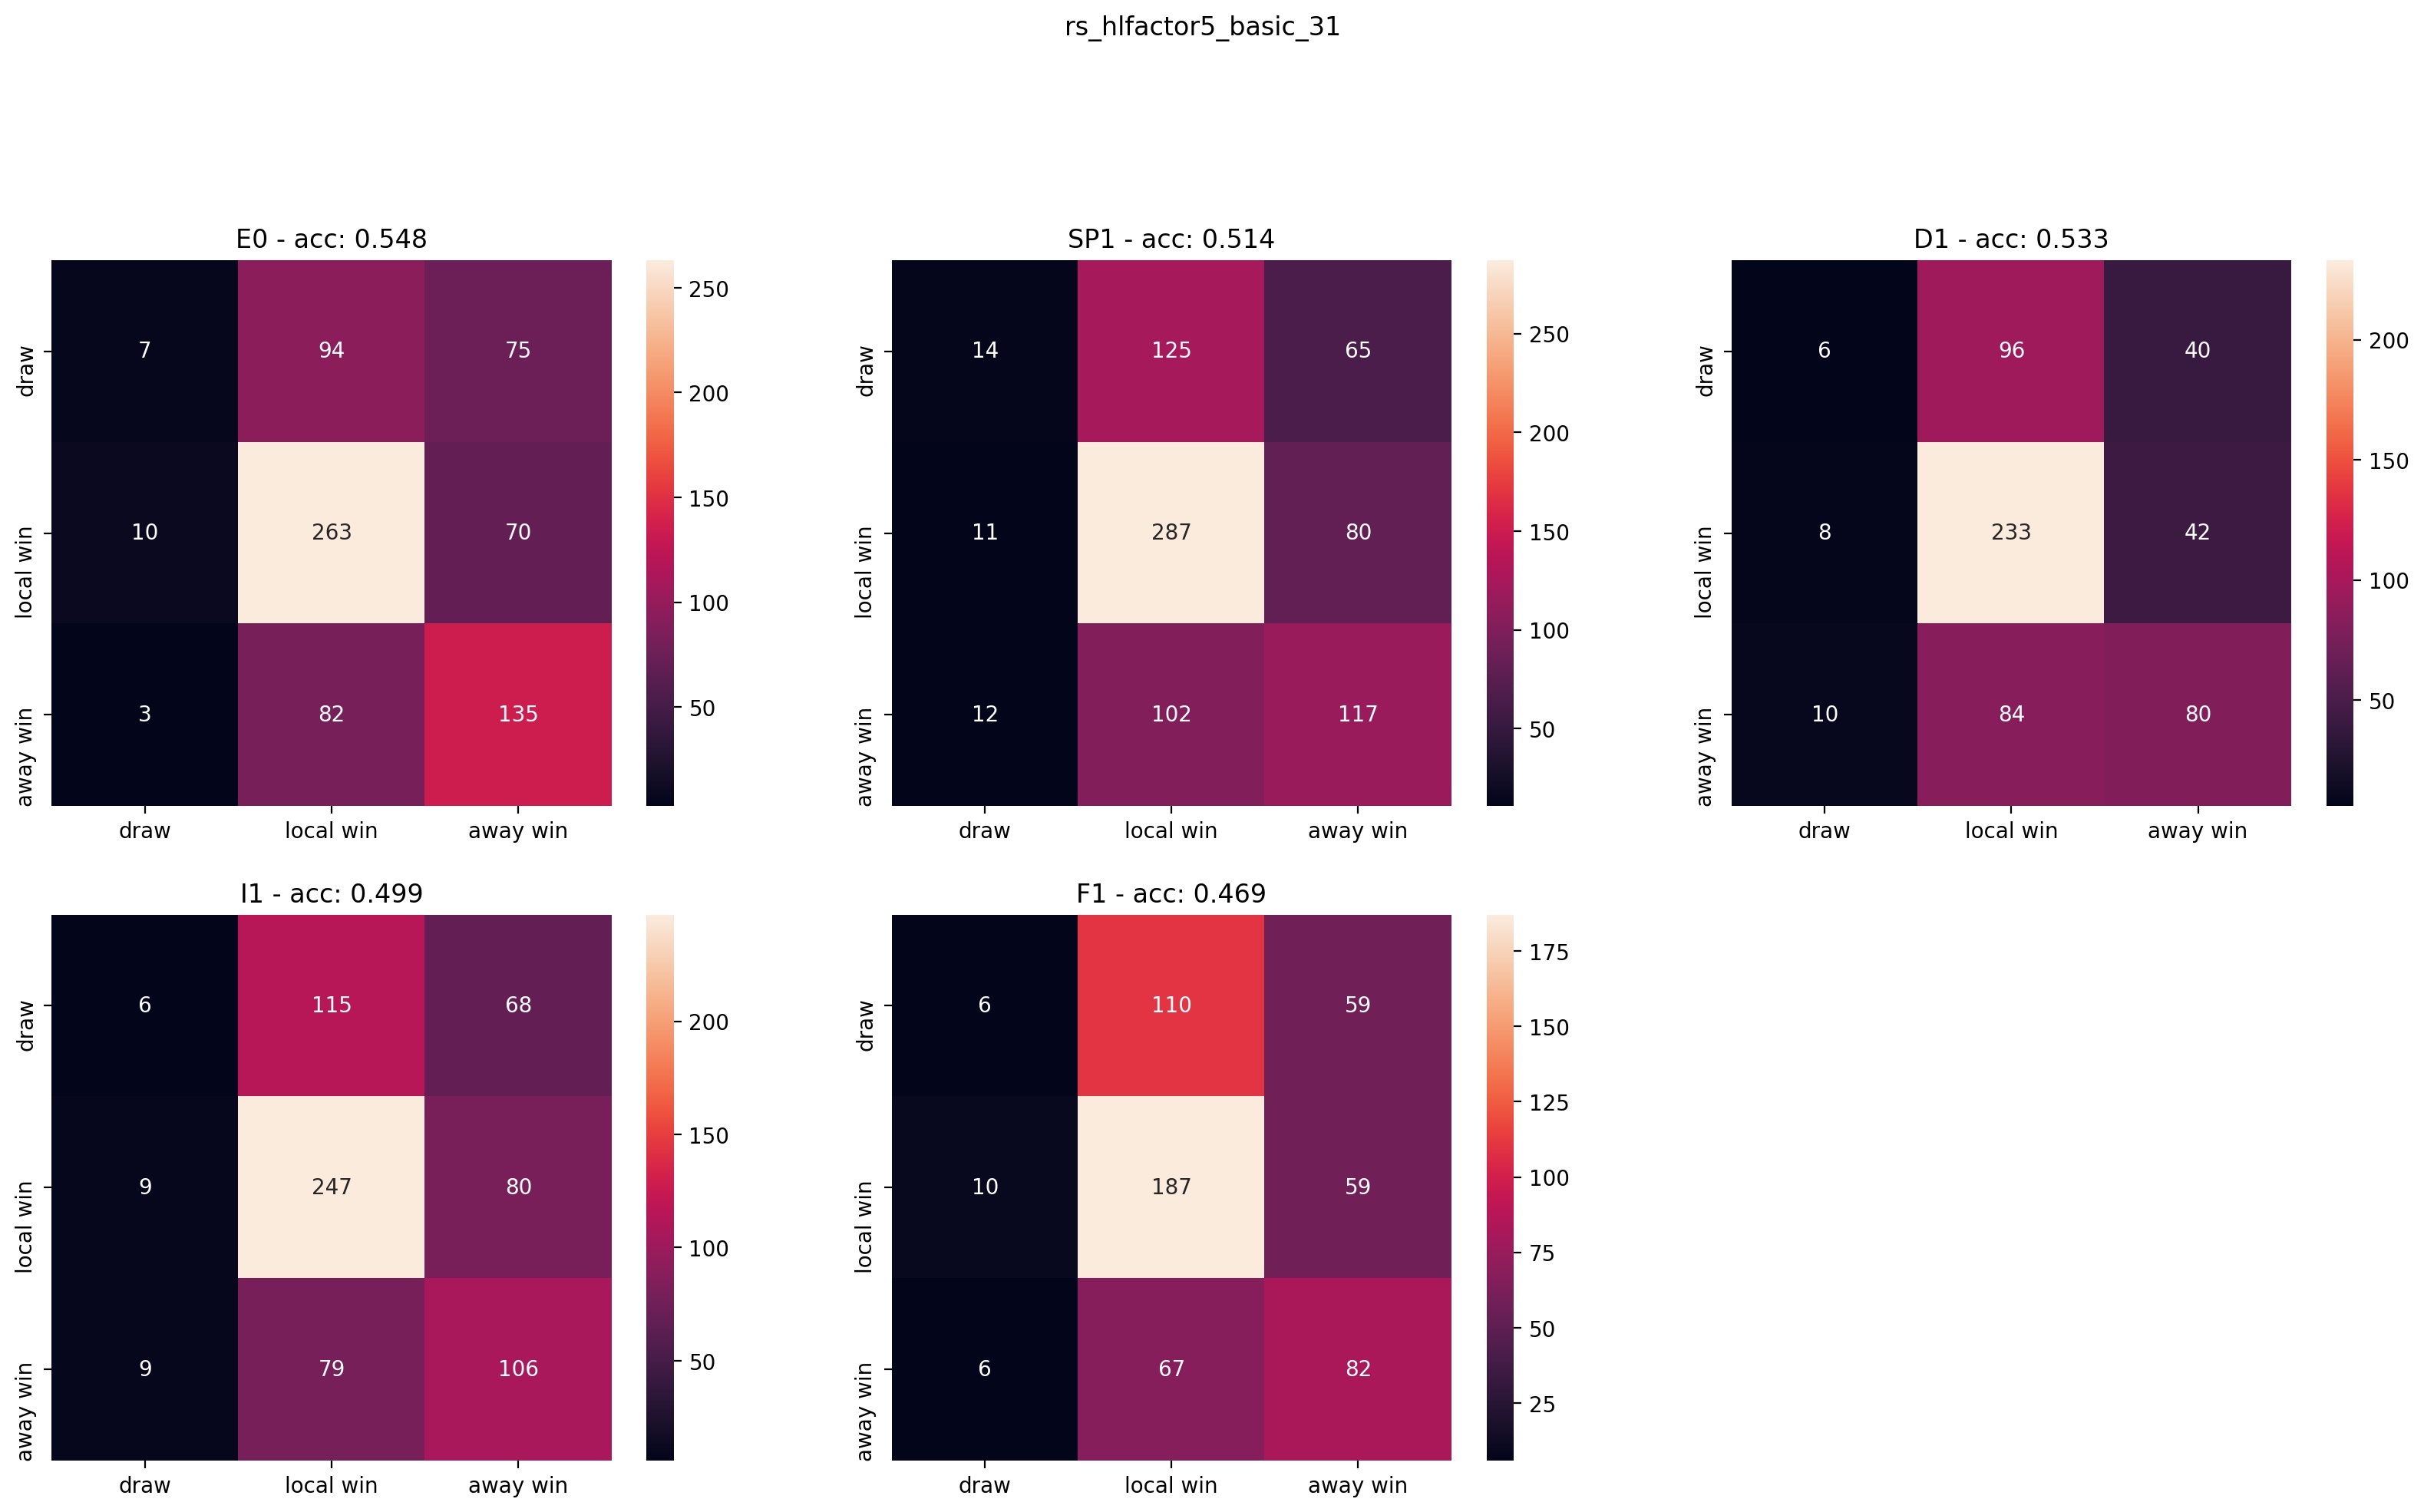 rs_hlfactor5_basic_31
E0 - acc: 0.548
draw
local win
away win
7 94 75
10 263 70
3 82 135
draw local win away win
250
200
150
100
50
SP1 - acc: 0.514
draw
local win
away win
14 125 65
11 287 80
12 102 117
draw local win away win
250
200
150
100
50
D1 - acc: 0.533
draw
local win
away win
6 96 40
8 233 42
10 84 80
draw local win away win
200
150
100
50
I1 - acc: 0.499
draw
local win
away win
6 115 68
9 247 80
9 79 106
draw local win away win
200
150
100
50
F1 - acc: 0.469
draw
local win
away win
6 110 59
10 187 59
6 67 82
draw local win away win
175
150
125
100
75
50
25